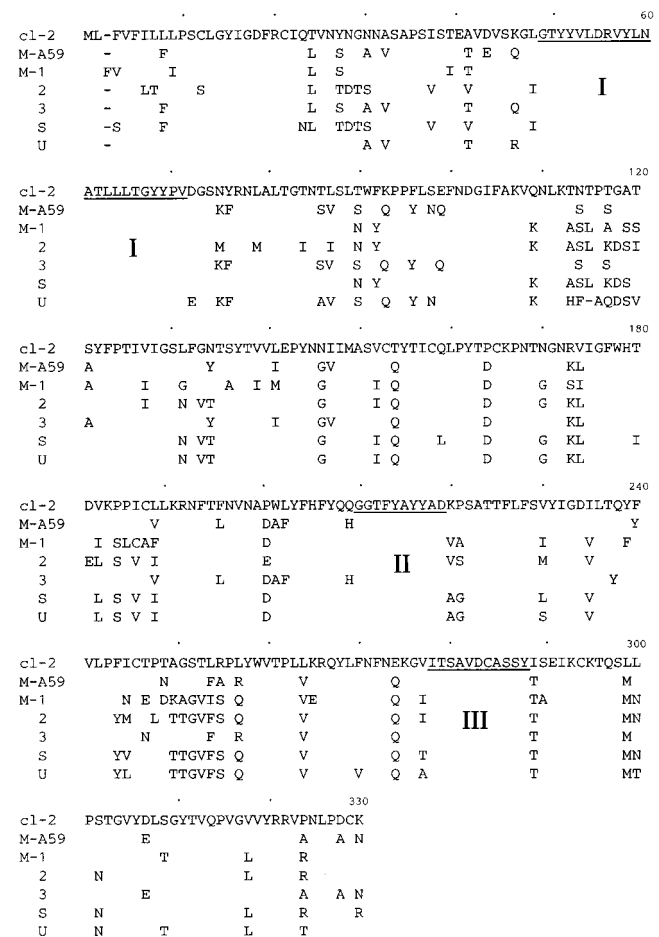 60
cl-2 ML-FVFILLLPSCLGYIGDFRCIQTVNYNGNNASAPSISTEAVDVSKGLGTYYVLDRVYLN
M-A59 - F L S A V T E Q
M-1 FV I L S I T
2 - LT S L TDTS V V I
3 - F L S A V T Q
S -S F NL TDTS V V I
U - A V T R
I
120
cl-2 ATLLLTGYYPVDGSNYRNLALTGTNTLSLTWFKPPFLSEFNDGIFAKVQNLKTNTPTGAT
M-A59 KF SV S Q Y NQ S S
M-1 N Y K ASL A SS
2 M M I I N Y K ASL KDSI
3 KF SV S Q Y Q S S
S N Y K ASL KDS
U E KF AV S Q Y N K HF-AQDSV
I
180
cl-2 SYFPTIVIGSLFGNTSYTVVLEPYNNIIMASVCTYTICQLPYTPCKPNTNGNRVIGFWHT
M-A59 A Y I GV Q D KL
M-1 A I G A I M G I Q D G SI
2 I N VT G I Q D G KL
3 A Y I GV Q D KL
S N VT G I Q L D G KL I
U N VT G I Q D G KL
240
cl-2 DVKPPICLLKRNFTFNVNAPWLYFHFYQQGGTFYAYYADKPSATTFLFSVYIGDILTQYF
M-A59 V L DAF H Y
M-1 I SLCAF D VA I V F
2 EL S V I E VS M V
3 V L DAF H Y
S L S V I D AG L V
U L S V I D AG S V
II
300
cl-2 VLPFICTPTAGSTLRPLYWVTPLLKRQYLFNFNEKGVITSAVDCASSYISEIKCKTQSLL
M-A59 N FA R V Q T M
M-1 N E DKAGVIS Q VE Q I TA MN
2 YM L TTGVFS Q V Q I T MN
3 N F R V Q T M
S YV TTGVFS Q V Q T T MN
U YL TTGVFS Q V V Q A T MT
III
330
cl-2 PSTGVYDLSGYTVQPVGVVYRRVPNLPDCK
M-A59 E A A N
M-1 T L R
2 N L R
3 E A A N
S N L R R
U N T L T